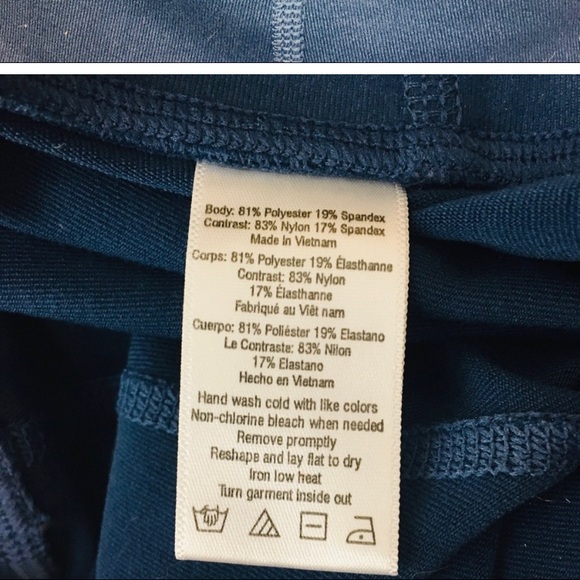 Body: 81% Polyester 19% Spandex
Contrast: 83% Nylon 17% Spandex
Made in Vietnam
Corps: 81% Polyester 19% Élasthanne
Contrast: 83% Nylon
17% Élasthanne
Fabriqué au Viêt nam
Cuerpo: 81% Poliéster 19% Elastano
Le Contraste: 83% Nilon
17% Elastano
Hecho en Vietnam
Hand wash cold with like colors
Non-chlorine bleach when needed
Remove promptly
Reshape and lay flat to dry
Iron low heat
Turn garment inside out